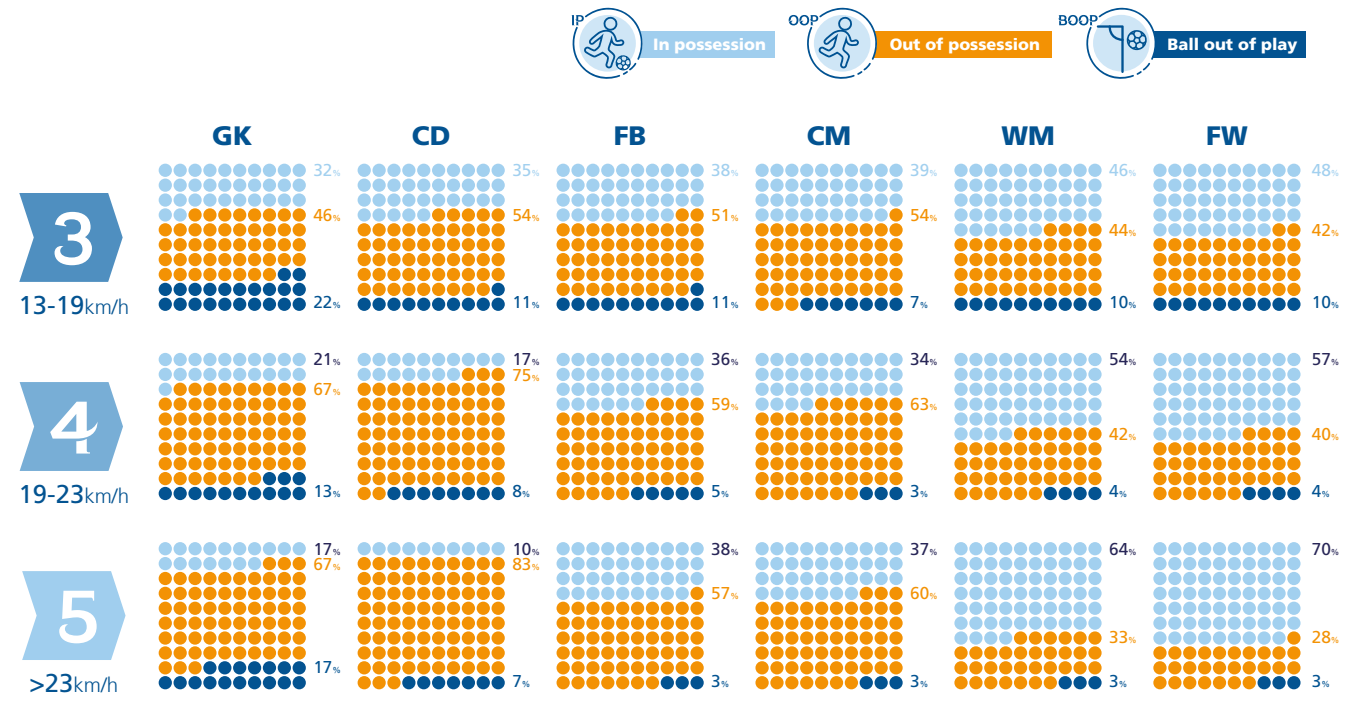 IP In possession OOP Out of possession BOOP Ball out of play
GK CD FB CM WM FW
32% 35% 38% 39% 46% 48%
3
46% 54% 51% 54% 44% 42%
13-19km/h
22% 11% 11% 7% 10% 10%
21% 17% 36% 34% 54% 57%
4
67% 75% 59% 63% 42% 40%
19-23km/h
13% 8% 5% 3% 4% 4%
17% 10% 38% 37% 64% 70%
5
67% 83% 57% 60% 33% 28%
>23km/h
17% 7% 3% 3% 3% 3%